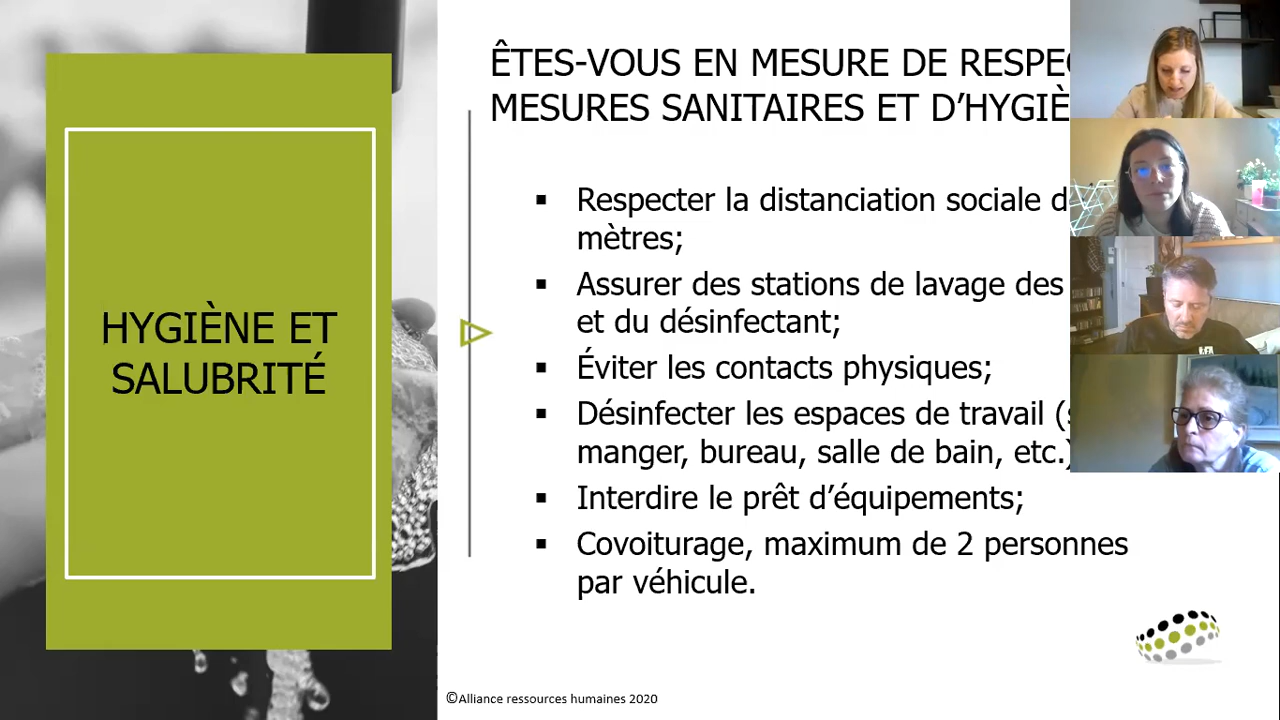 HYGIÈNE ET
SALUBRITÉ
ÊTES-VOUS EN MESURE DE
MESURES SANITAIRES ET
▪ Respecter la distanciation sociale
mètres;
▪ Assurer des stations de lavage des
et du désinfectant;
▪ Éviter les contacts physiques;
▪ Désinfecter les espaces de travail
manger, bureau, salle de bain, etc.)
▪ Interdire le prêt d’équipements;
▪ Covoiturage, maximum de 2 personnes
par véhicule.
©Alliance ressources humaines 2020